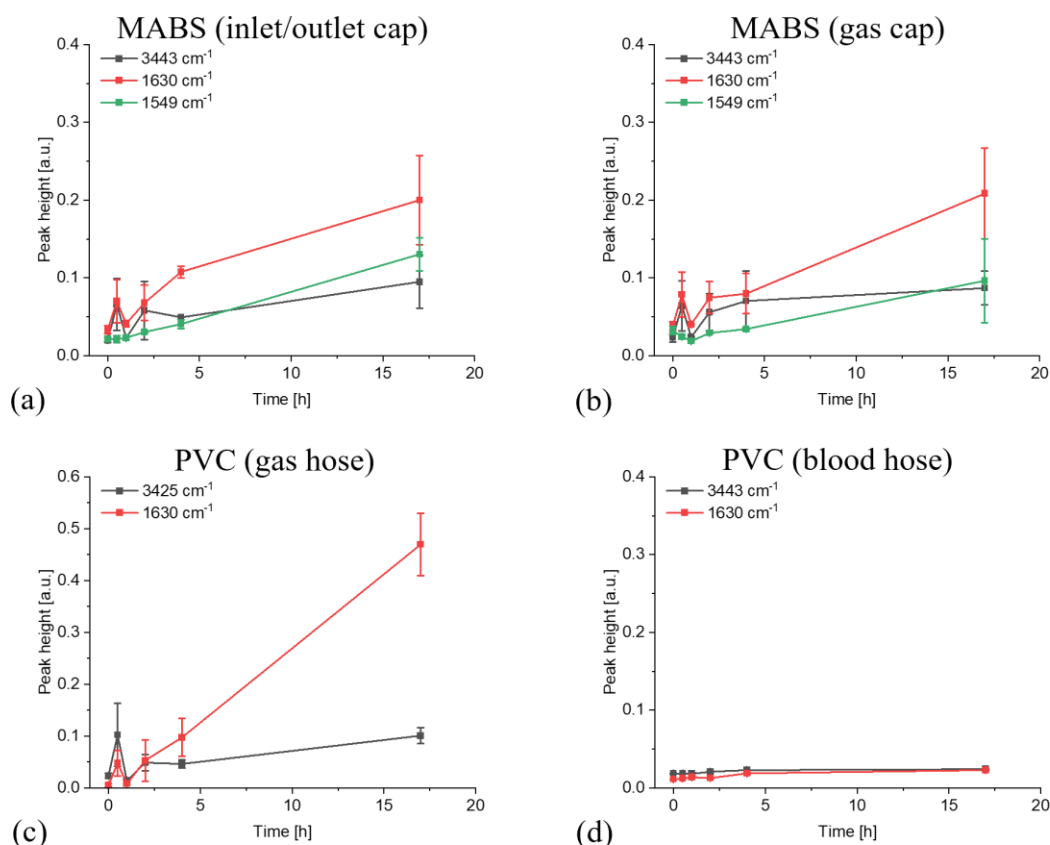 MABS (inlet/outlet cap)
0.4
0.3
0.2
0.1
0.0
Peak height [a.u.]
3443 cm⁻¹
1630 cm⁻¹
1549 cm⁻¹
0 5 10 15 20
Time [h]
(a)
MABS (gas cap)
0.4
0.3
0.2
0.1
0.0
Peak height [a.u.]
3443 cm⁻¹
1630 cm⁻¹
1549 cm⁻¹
0 5 10 15 20
Time [h]
(b)
PVC (gas hose)
0.6
0.5
0.4
0.3
0.2
0.1
0.0
Peak height [a.u.]
3425 cm⁻¹
1630 cm⁻¹
0 5 10 15 20
Time [h]
(c)
PVC (blood hose)
0.4
0.3
0.2
0.1
0.0
Peak height [a.u.]
3443 cm⁻¹
1630 cm⁻¹
0 5 10 15 20
Time [h]
(d)